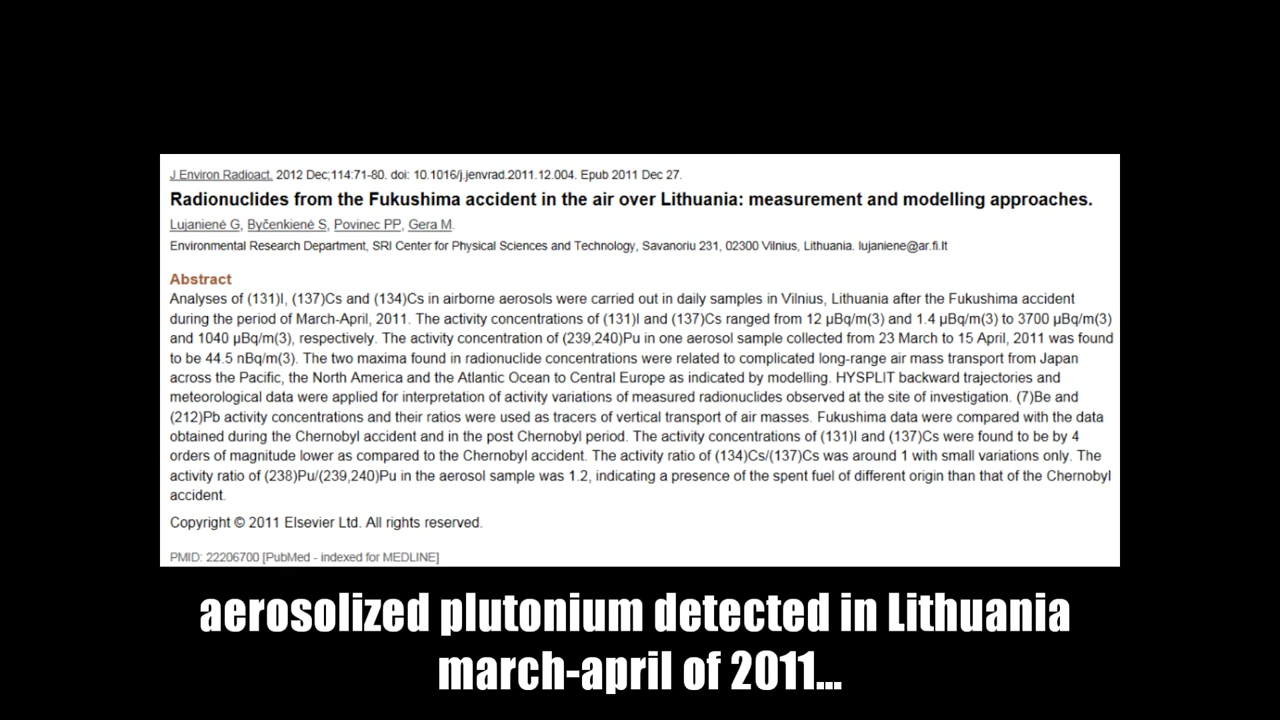 J Environ Radioact. 2012 Dec;114:71-80. doi: 10.1016/j.jenvrad.2011.12.004. Epub 2011 Dec 27.
Radionuclides from the Fukushima accident in the air over Lithuania: measurement and modelling approaches.
Lujanienė G, Byčenkienė S, Povinec PP, Gera M.
Environmental Research Department, SRI Center for Physical Sciences and Technology, Savanoriu 231, 02300 Vilnius, Lithuania. lujaniene@ar.fi.lt
Abstract
Analyses of (131)I, (137)Cs and (134)Cs in airborne aerosols were carried out in daily samples in Vilnius, Lithuania after the Fukushima accident
during the period of March-April, 2011. The activity concentrations of (131)I and (137)Cs ranged from 12 μBq/m(3) and 1.4 μBq/m(3) to 3700 μBq/m(3)
and 1040 μBq/m(3), respectively. The activity concentration of (239,240)Pu in one aerosol sample collected from 23 March to 15 April, 2011 was found
to be 44.5 nBq/m(3). The two maxima found in radionuclide concentrations were related to complicated long-range air mass transport from Japan
across the Pacific, the North America and the Atlantic Ocean to Central Europe as indicated by modelling. HYSPLIT backward trajectories and
meteorological data were applied for interpretation of activity variations of measured radionuclides observed at the site of investigation. (7)Be and
(212)Pb activity concentrations and their ratios were used as tracers of vertical transport of air masses. Fukushima data were compared with the data
obtained during the Chernobyl accident and in the post Chernobyl period. The activity concentrations of (131)I and (137)Cs were found to be by 4
orders of magnitude lower as compared to the Chernobyl accident. The activity ratio of (134)Cs/(137)Cs was around 1 with small variations only. The
activity ratio of (238)Pu/(239,240)Pu in the aerosol sample was 1.2, indicating a presence of the spent fuel of different origin than that of the Chernobyl
accident.
Copyright © 2011 Elsevier Ltd. All rights reserved.
PMID: 22206700 [PubMed - indexed for MEDLINE]
aerosolized plutonium detected in Lithuania
march-april of 2011...